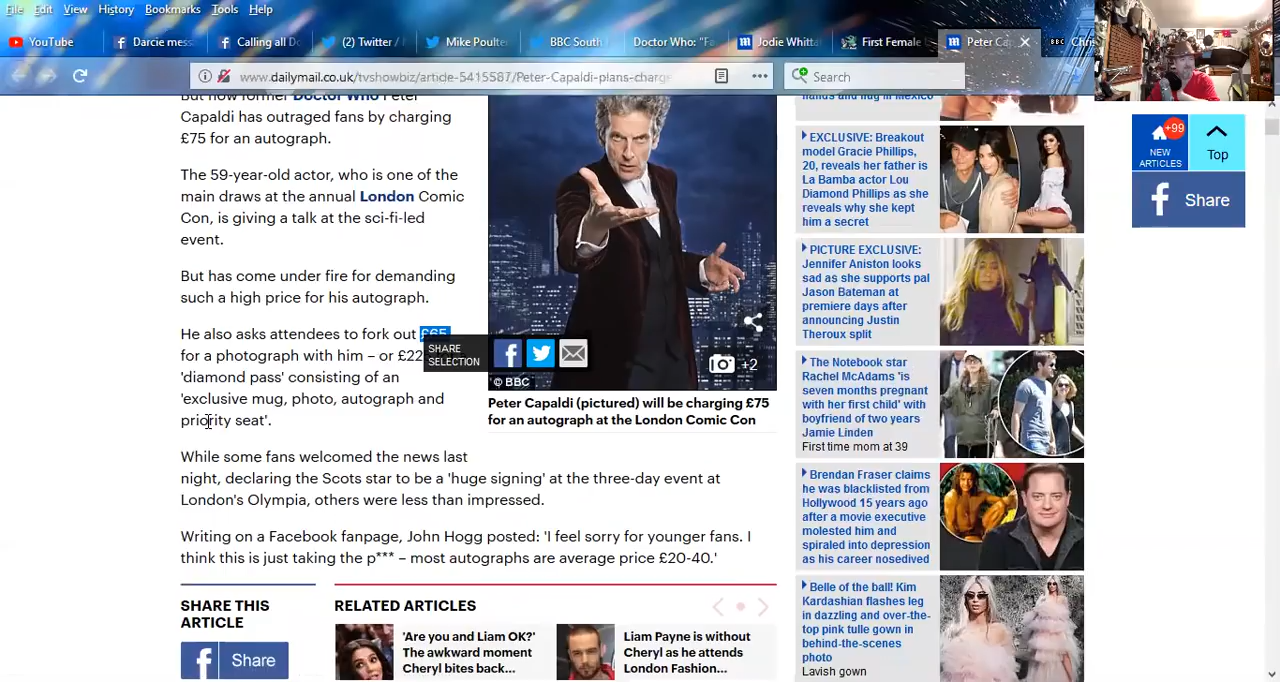 File Edit View History Bookmarks Tools Help
YouTube
Darcie mess
Calling all Do
(2) Twitter /
Mike Poulte
BBC South
Doctor Who: "Fa
Jodie Whitta
First Female
Peter Ca
BBC Chris
www.dailymail.co.uk/tvshowbiz/article-5415587/Peter-Capaldi-plans-charge
Search
But now former Doctor Who Peter
Capaldi has outraged fans by charging
£75 for an autograph.
The 59-year-old actor, who is one of the
main draws at the annual London Comic
Con, is giving a talk at the sci-fi-led
event.
But has come under fire for demanding
such a high price for his autograph.
He also asks attendees to fork out £65
for a photograph with him – or £22
'diamond pass' consisting of an
'exclusive mug, photo, autograph and
priority seat'.
SHARE
SELECTION
+2
© BBC
Peter Capaldi (pictured) will be charging £75
for an autograph at the London Comic Con
While some fans welcomed the news last
night, declaring the Scots star to be a 'huge signing' at the three-day event at
London's Olympia, others were less than impressed.
Writing on a Facebook fanpage, John Hogg posted: 'I feel sorry for younger fans. I
think this is just taking the p*** – most autographs are average price £20-40.'
SHARE THIS
ARTICLE
Share
RELATED ARTICLES
'Are you and Liam OK?'
The awkward moment
Cheryl bites back...
Liam Payne is without
Cheryl as he attends
London Fashion...
hands and hug in Mexico
EXCLUSIVE: Breakout
model Gracie Phillips,
20, reveals her father is
La Bamba actor Lou
Diamond Phillips as she
reveals why she kept
him a secret
PICTURE EXCLUSIVE:
Jennifer Aniston looks
sad as she supports pal
Jason Bateman at
premiere days after
announcing Justin
Theroux split
The Notebook star
Rachel McAdams 'is
seven months pregnant
with her first child' with
boyfriend of two years
Jamie Linden
First time mom at 39
Brendan Fraser claims
he was blacklisted from
Hollywood 15 years ago
after a movie executive
molested him and
spiraled into depression
as his career nosedived
Belle of the ball! Kim
Kardashian flashes leg
in dazzling and over-the-
top pink tulle gown in
behind-the-scenes
photo
Lavish gown
+99
NEW
ARTICLES
Top
Share